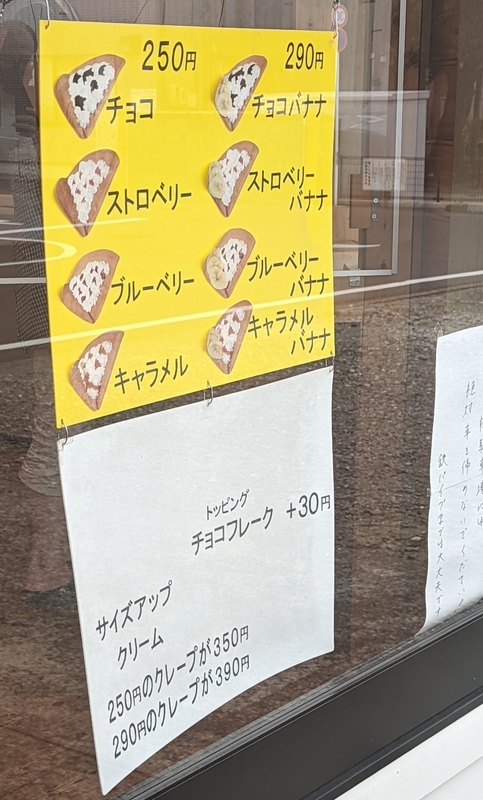 250円
290円
チョコ
チョコバナナ
ストロベリー
ストロベリー
バナナ
ブルーベリー
ブルーベリー
バナナ
キャラメル
キャラメル
バナナ
トッピング
チョコフレーク +30円
サイズアップ
クリーム
250円のクレープが350円
290円のクレープが390円